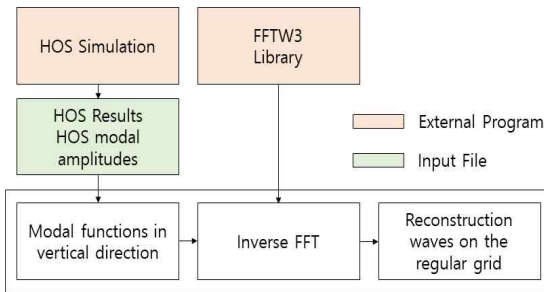 HOS Simulation
FFTW3
Library
HOS Results
HOS modal
amplitudes
External Program
Input File
Modal functions in
vertical direction
Inverse FFT
Reconstruction
waves on the
regular grid